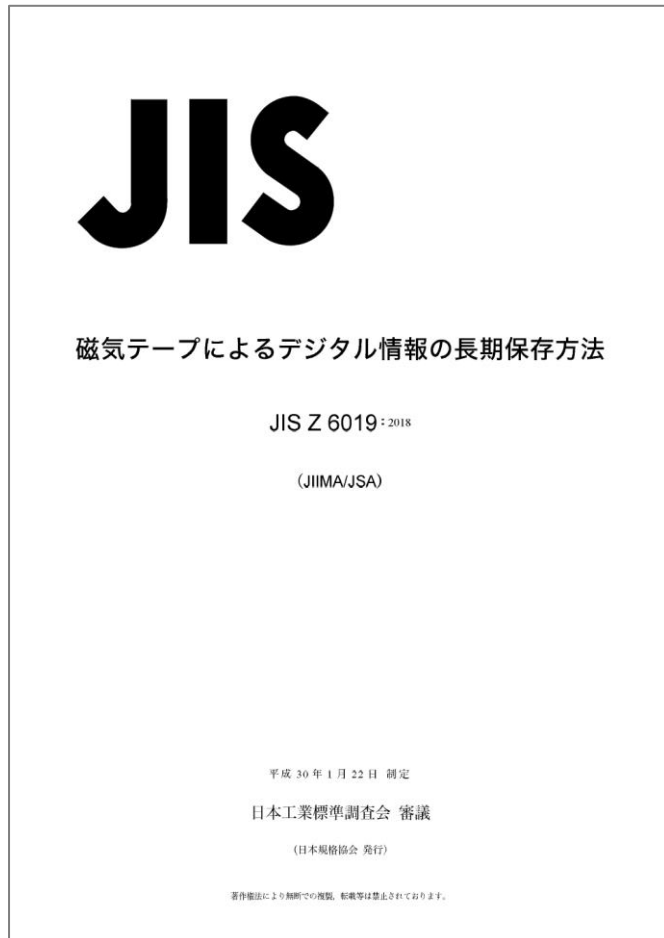 JIS
磁気テープによるデジタル情報の長期保存方法
JIS Z 6019：2018
（JIIMA/JSA）
平成 30 年 1 月 22 日 制定
日本工業標準調査会 審議
（日本規格協会 発行）
著作権法により無断での複製，転載等は禁止されております。